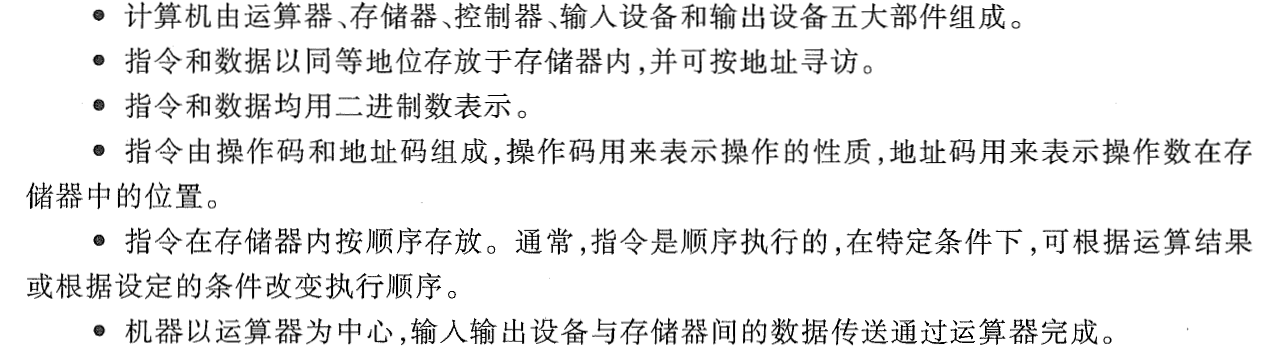 ● 计算机由运算器、存储器、控制器、输入设备和输出设备五大部件组成。
● 指令和数据以同等地位存放于存储器内,并可按地址寻访。
● 指令和数据均用二进制数表示。
● 指令由操作码和地址码组成,操作码用来表示操作的性质,地址码用来表示操作数在存
储器中的位置。
● 指令在存储器内按顺序存放。通常,指令是顺序执行的,在特定条件下,可根据运算结果
或根据设定的条件改变执行顺序。
● 机器以运算器为中心,输入输出设备与存储器间的数据传送通过运算器完成。